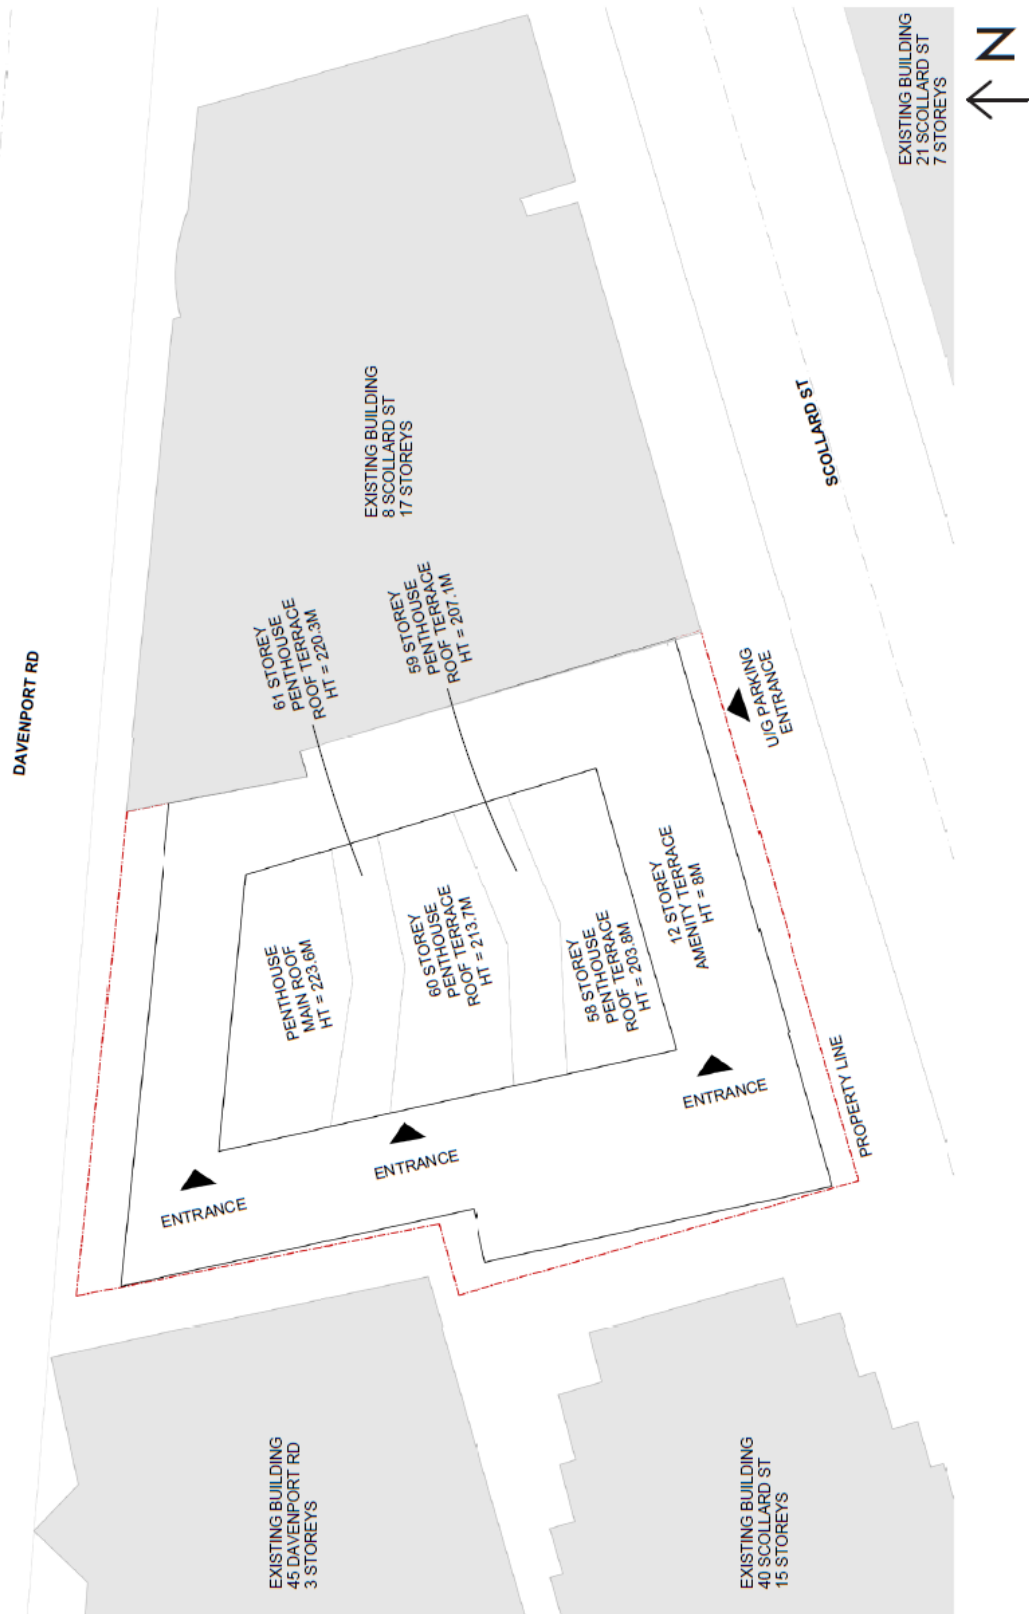 DAVENPORT RD
EXISTING BUILDING
21 SCOLLARD ST
7 STOREYS
N
EXISTING BUILDING
8 SCOLLARD ST
17 STOREYS
SCOLLARD ST
61 STOREY
PENTHOUSE
ROOF TERRACE
HT = 220.3M
59 STOREY
PENTHOUSE
ROOF TERRACE
HT = 207.1M
U/G PARKING
ENTRANCE
PENTHOUSE
MAIN ROOF
HT = 223.6M
60 STOREY
PENTHOUSE
ROOF TERRACE
HT = 213.7M
58 STOREY
PENTHOUSE
ROOF TERRACE
HT = 203.8M
12 STOREY
AMENITY TERRACE
HT = 8M
ENTRANCE
ENTRANCE
ENTRANCE
PROPERTY LINE
EXISTING BUILDING
45 DAVENPORT RD
3 STOREYS
EXISTING BUILDING
40 SCOLLARD ST
15 STOREYS